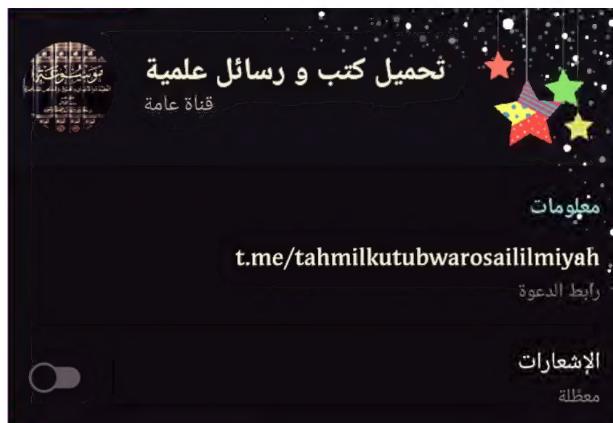 تحميل كتب و رسائل علمية
قناة عامة
معلومات
t.me/tahmilkutubwarosaililmiyah
رابط الدعوة
الإشعارات
معطلة